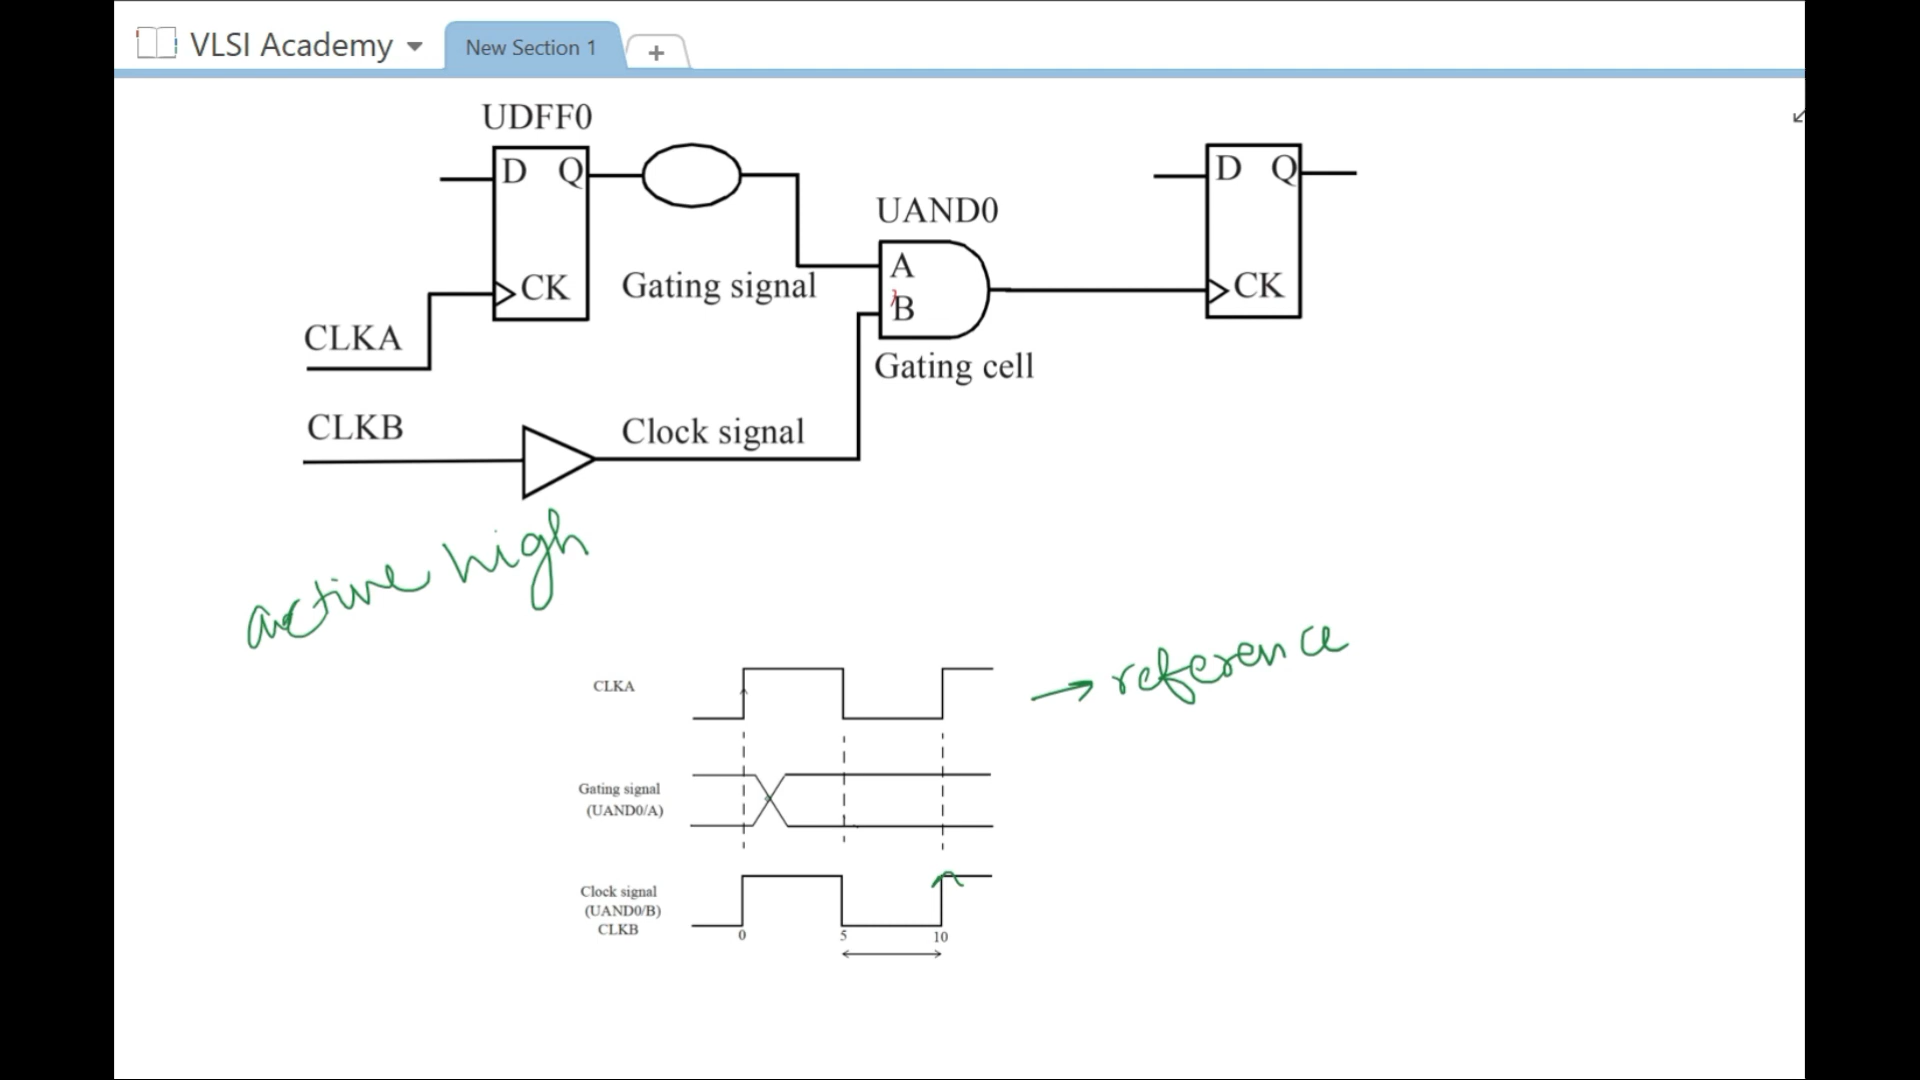 VLSI Academy
New Section 1
+
UDFF0
D Q
CK
CLKA
CLKB
Gating signal
Clock signal
UAND0
A
B
Gating cell
D Q
CK
active high
reference
CLKA
Gating signal
(UAND0/A)
Clock signal
(UAND0/B)
CLKB
0 5 10